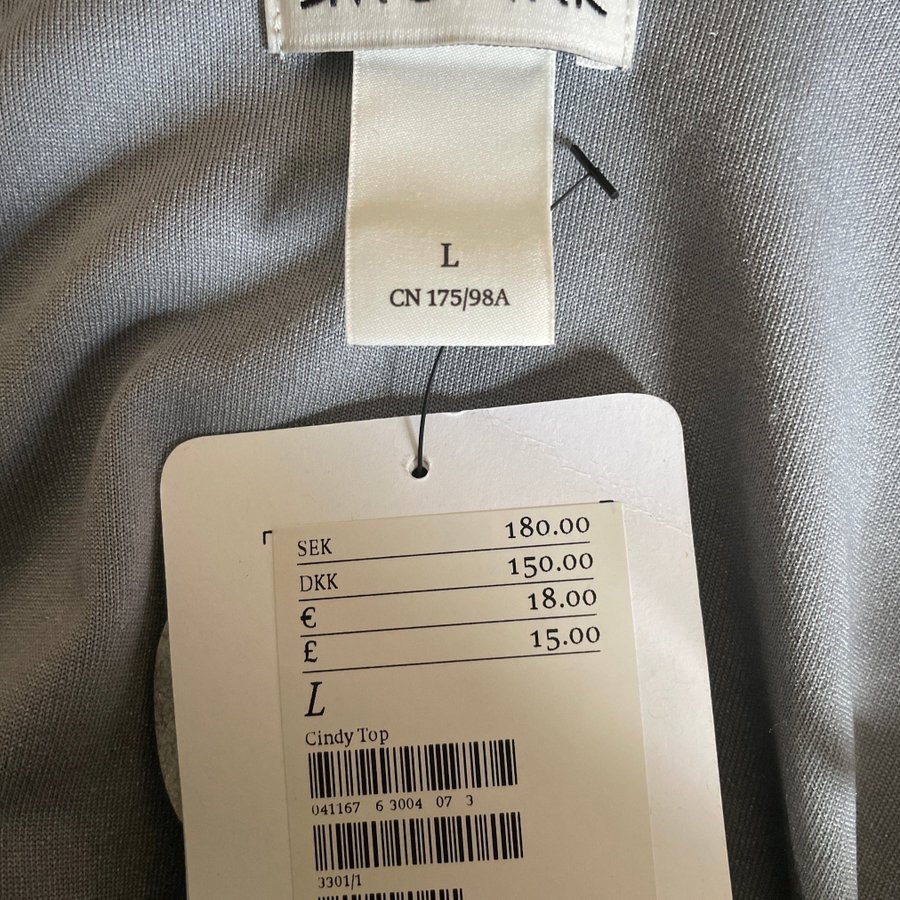 L
CN 175/98A
SEK 180.00
DKK 150.00
€ 18.00
£ 15.00
L
Cindy Top
041167 6 3004 07 3
3301/1